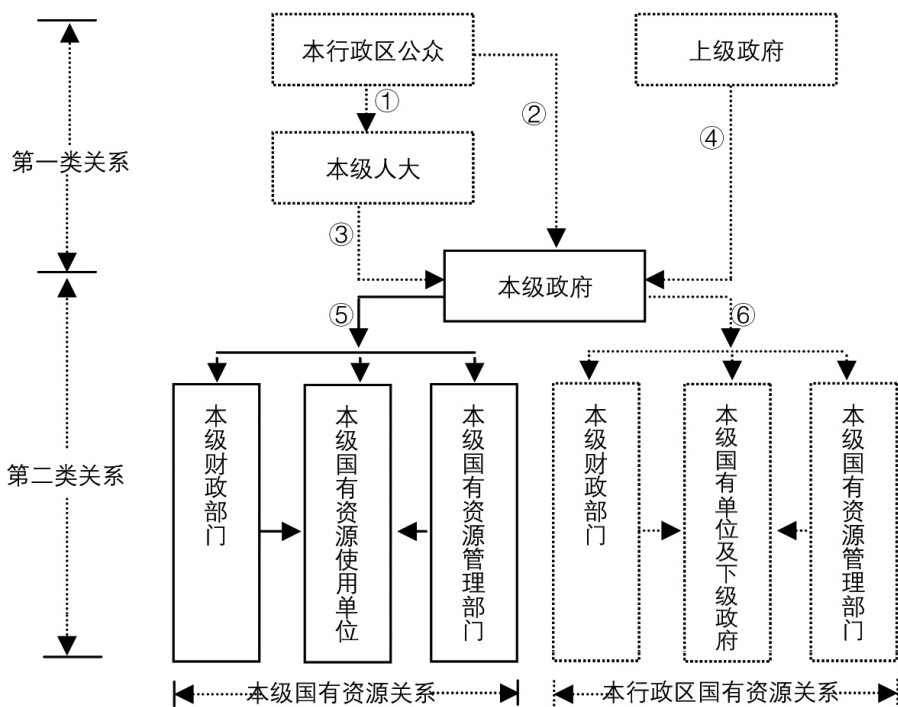 本行政区公众
上级政府
①
②
④
第一类关系
本级人大
③
本级政府
⑤
⑥
第二类关系
本级财政部门
本级国有资源使用单位
本级国有资源管理部门
本级财政部门
本级国有单位及下级政府
本级国有资源管理部门
本级国有资源关系
本行政区国有资源关系